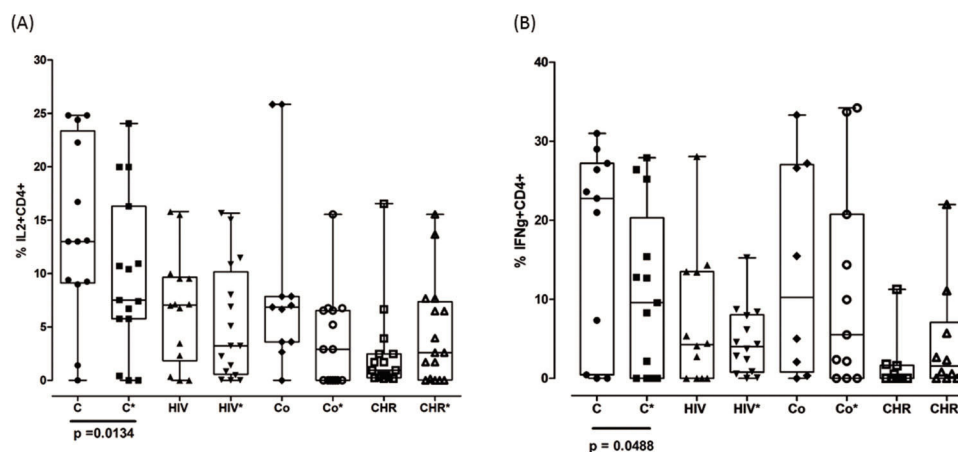 (A)
(B)
% IL2+CD4+
30
25
20
15
10
5
0
C C* HIV HIV* Co Co* CHR CHR*
p =0.0134
% IFNg+CD4+
40
30
20
10
0
C C* HIV HIV* Co Co* CHR CHR
p = 0.0488